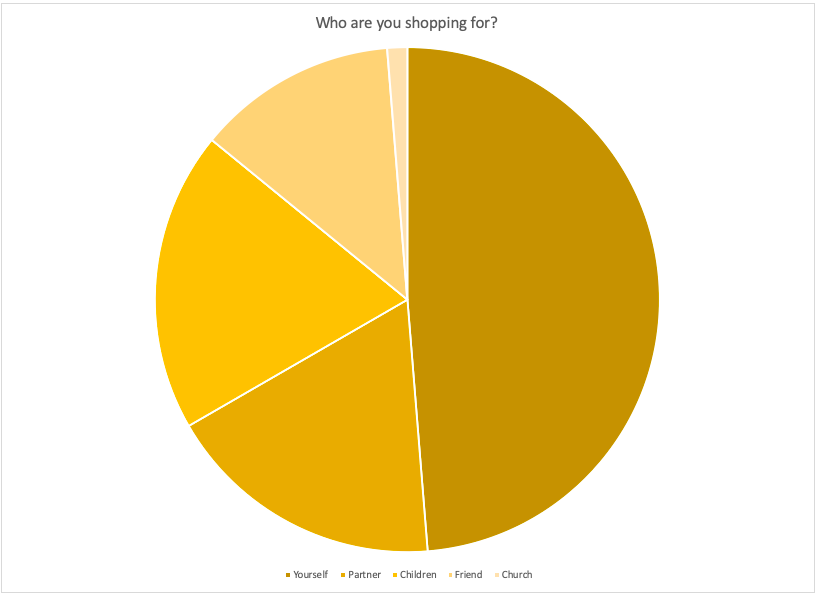 Who are you shopping for?
Yourself Partner Children Friend Church